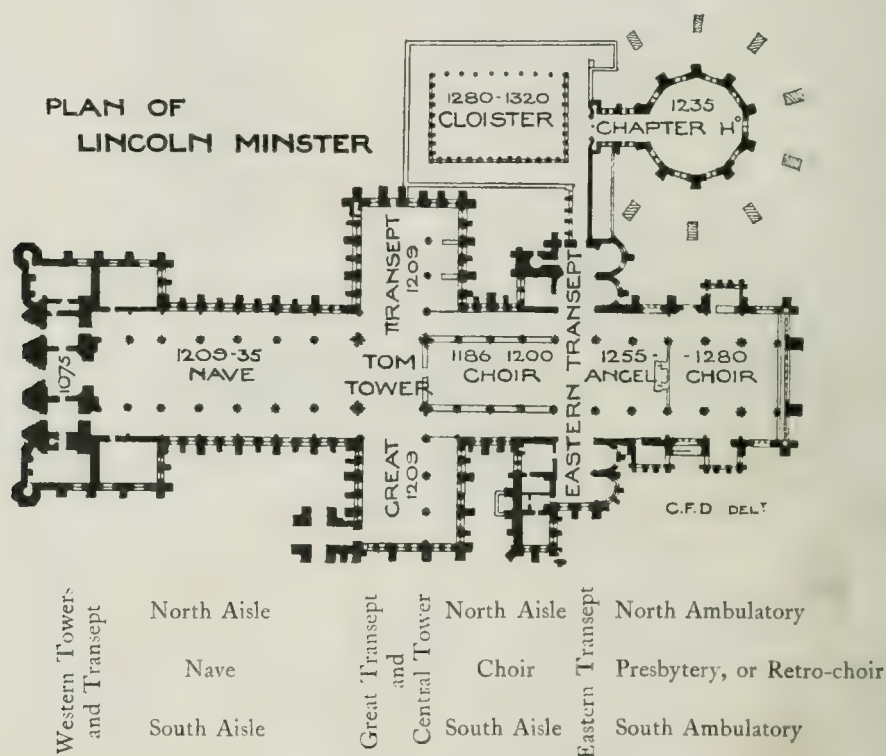 PLAN OF
LINCOLN MINSTER
1280-1320
CLOISTER
1235
CHAPTER Hº
TRANSEPT
1209
1075
1209-35
NAVE
TOM
TOWER
1186 1200
CHOIR
EASTERN TRANSEPT
1255 - 1280
ANGEL CHOIR
GREAT
1209
C.F.D DELT
Western Towers
and Transept
North Aisle
Nave
South Aisle
Great Transept
and
Central Tower
North Aisle
Choir
South Aisle
Eastern Transept
North Ambulatory
Presbytery, or Retro-choir
South Ambulatory